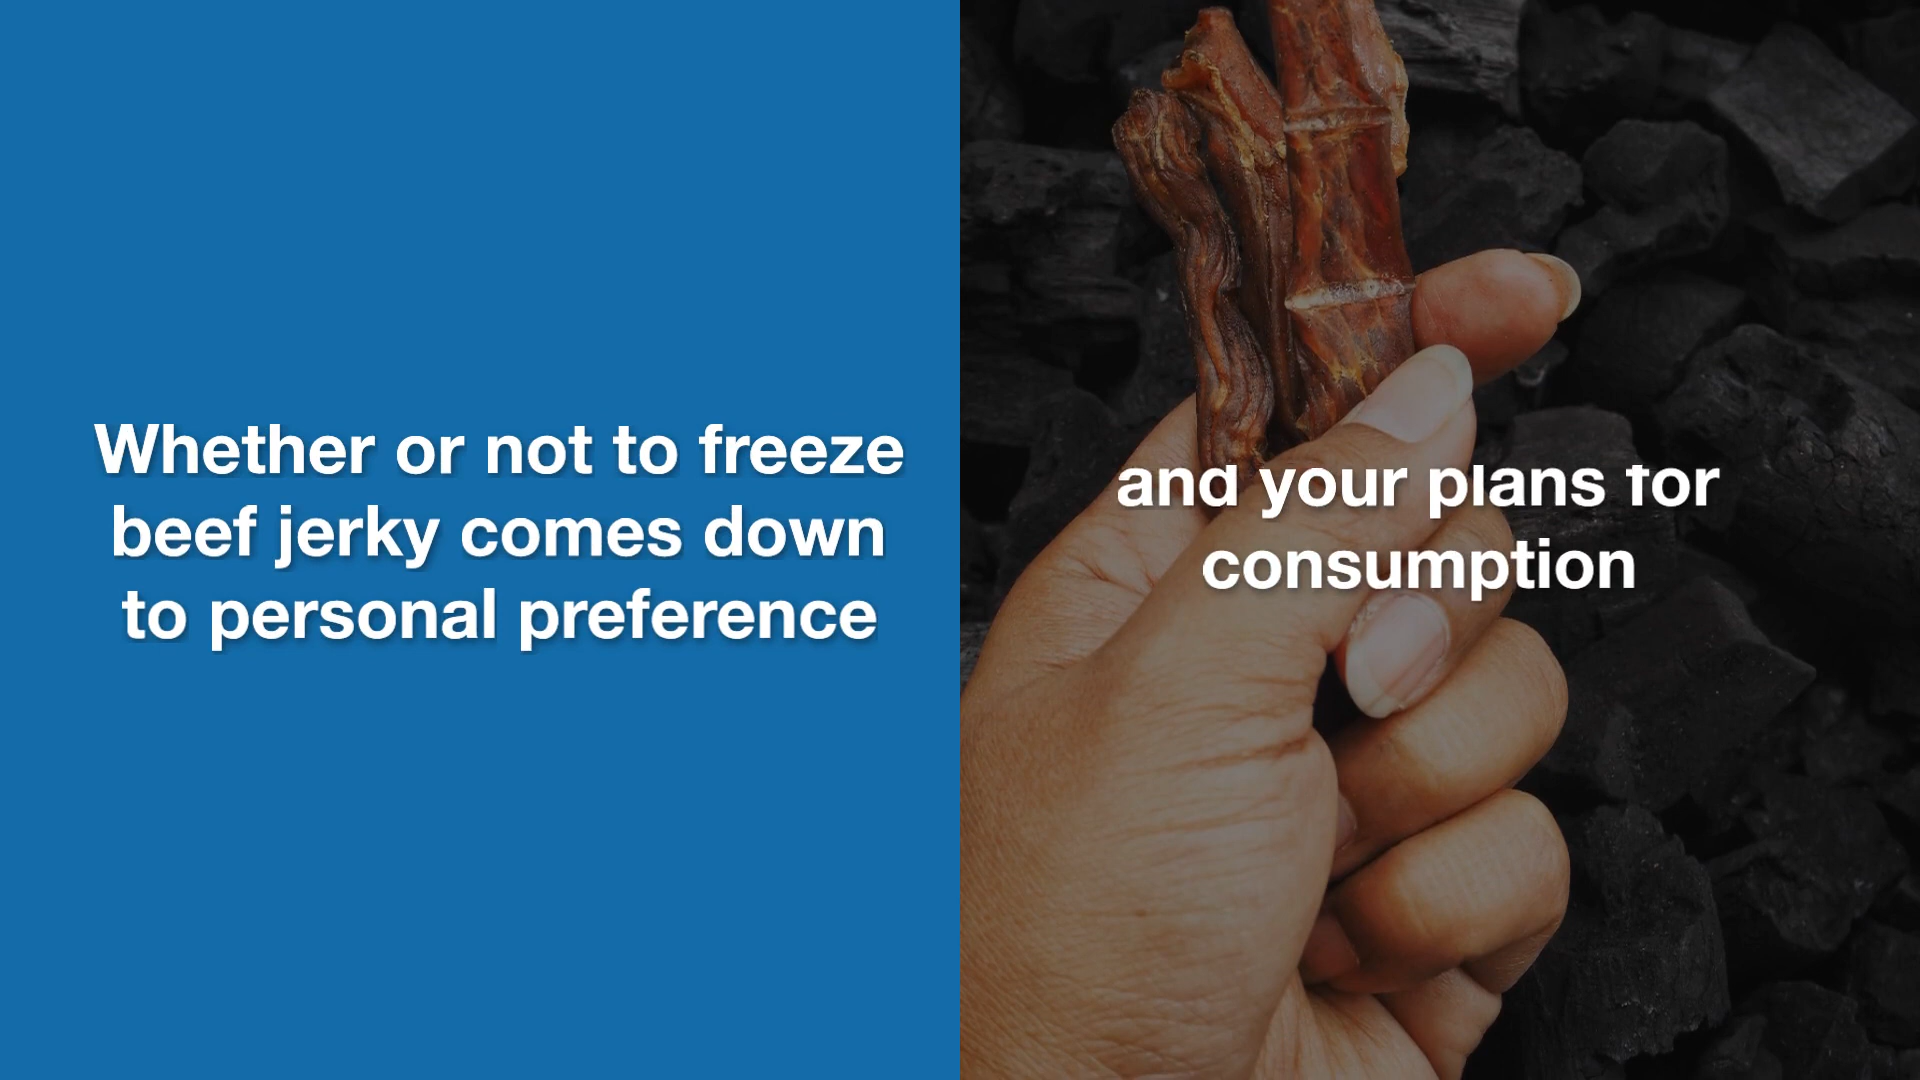 Whether or not to freeze
beef jerky comes down
to personal preference
and your plans for
consumption